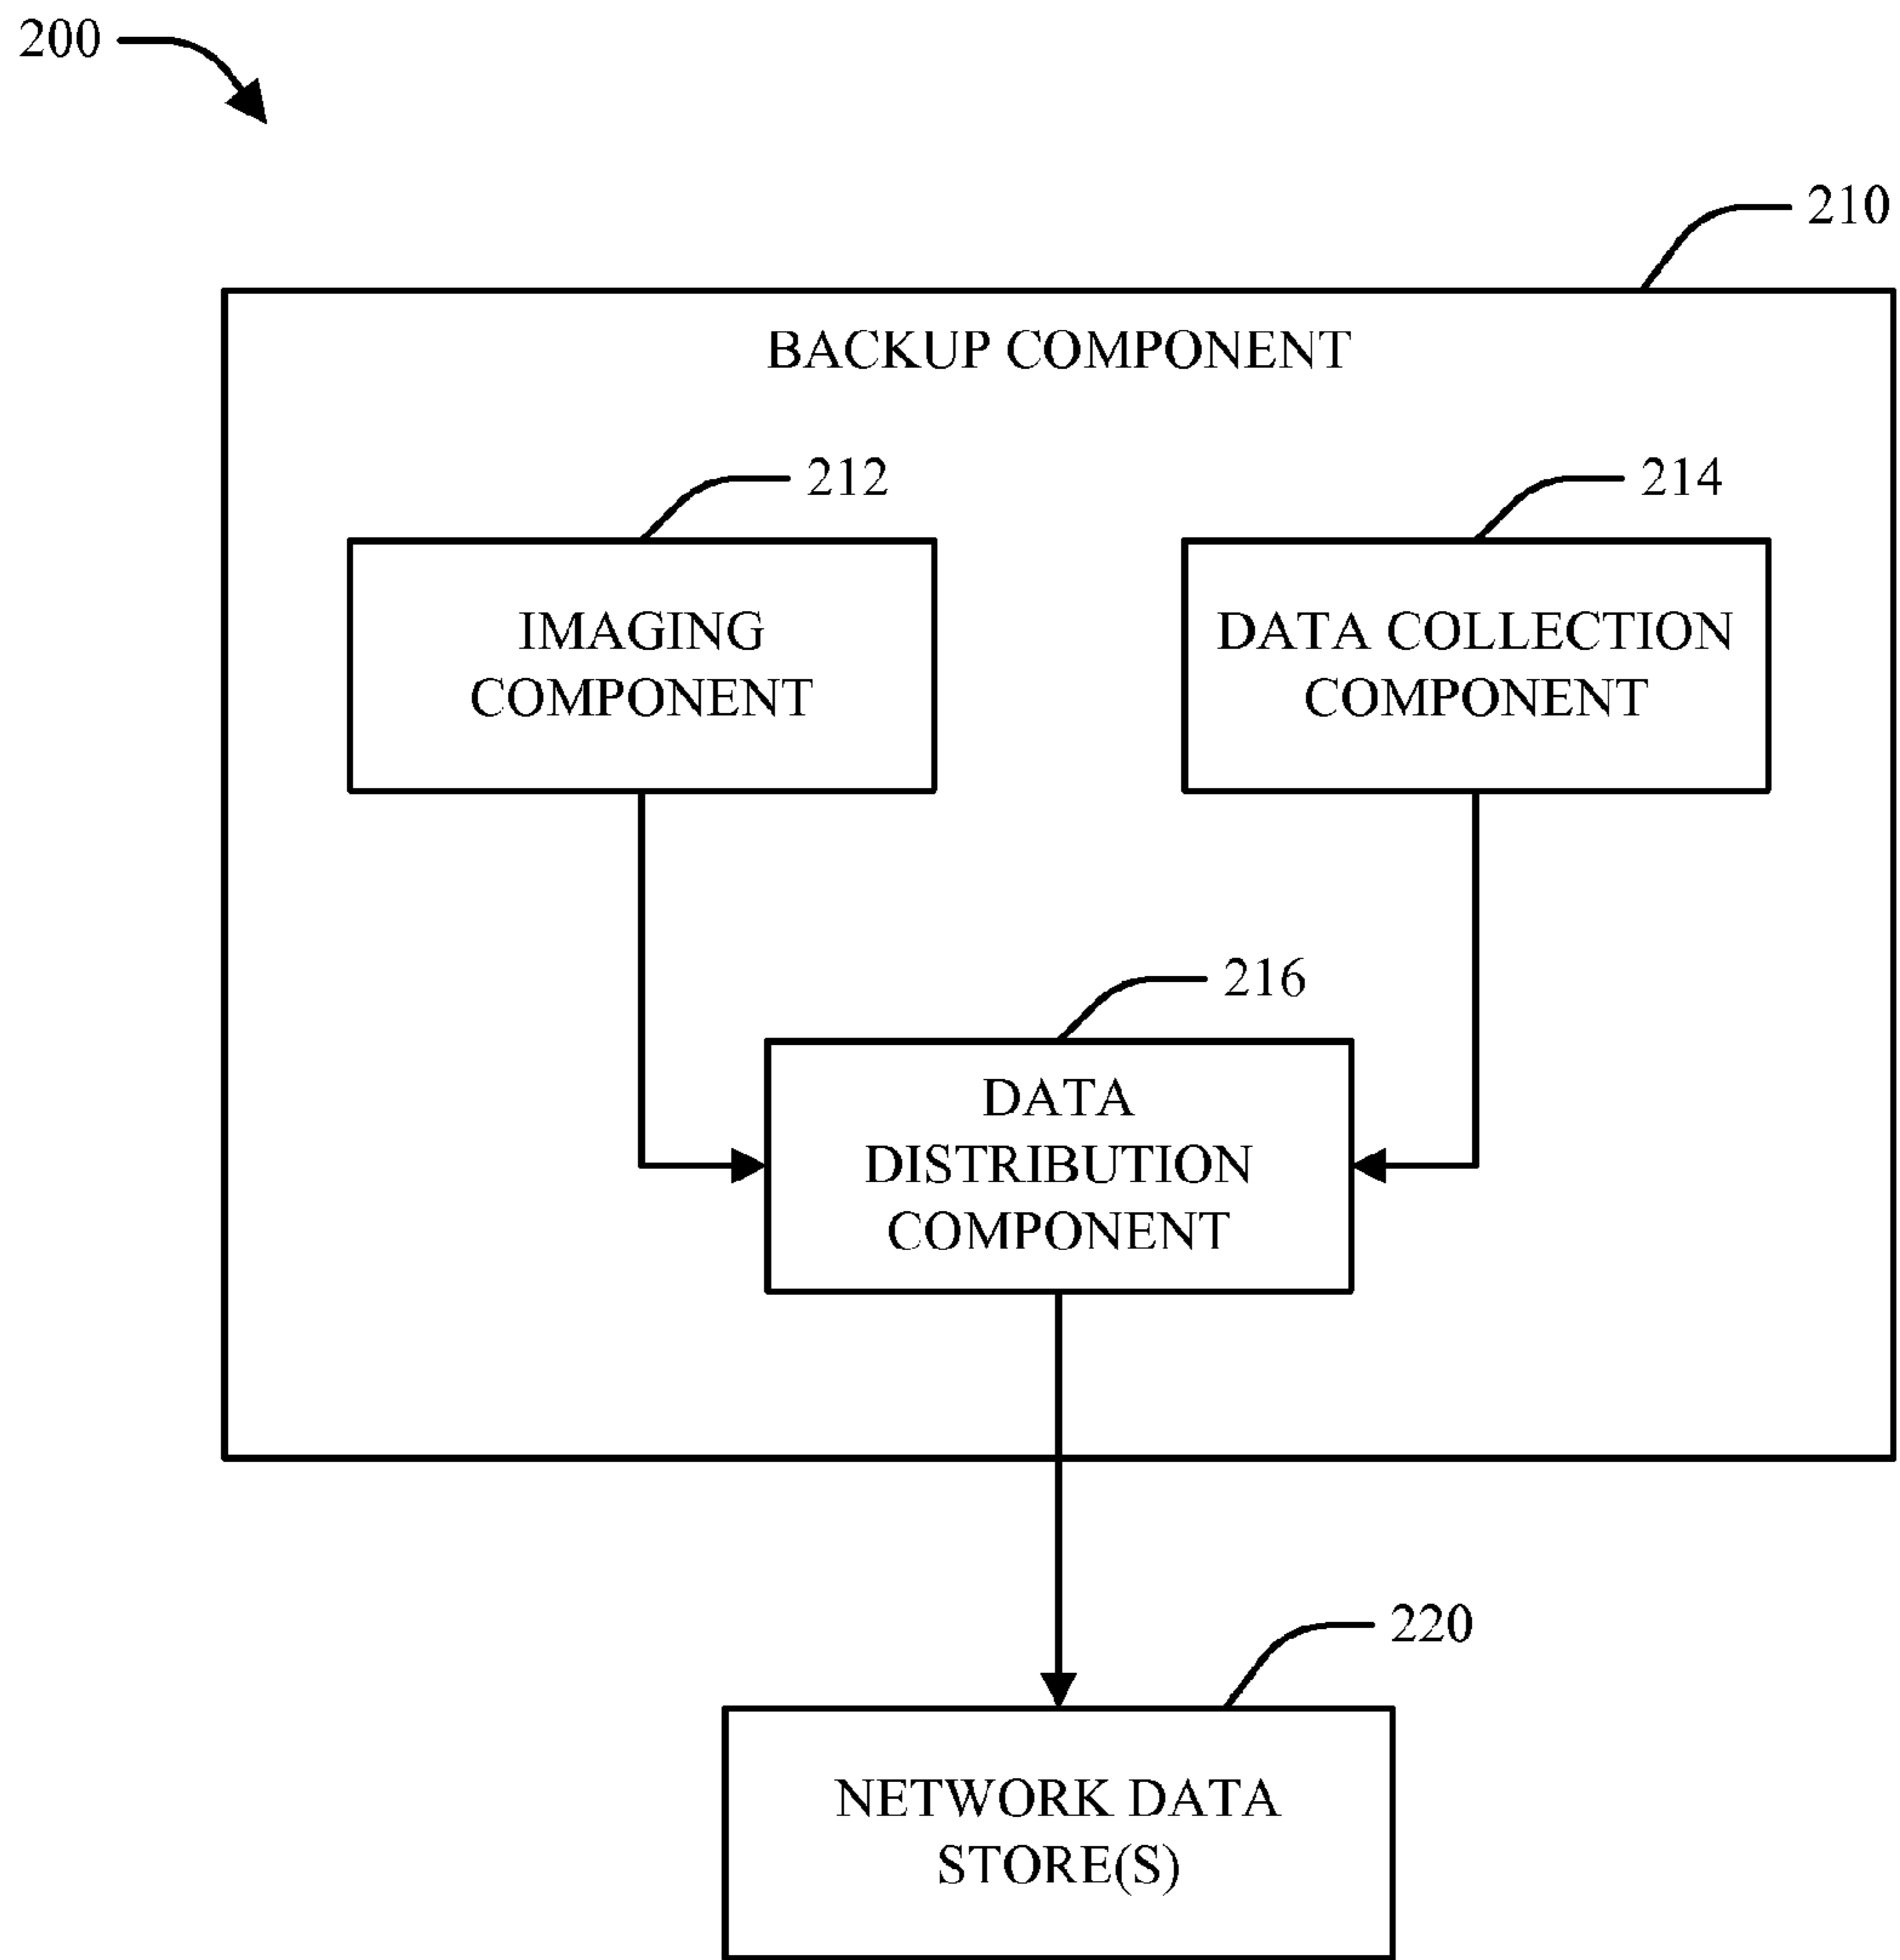 200
210
BACKUP COMPONENT
212
214
IMAGING
COMPONENT
DATA COLLECTION
COMPONENT
216
DATA
DISTRIBUTION
COMPONENT
220
NETWORK DATA
STORE(S)